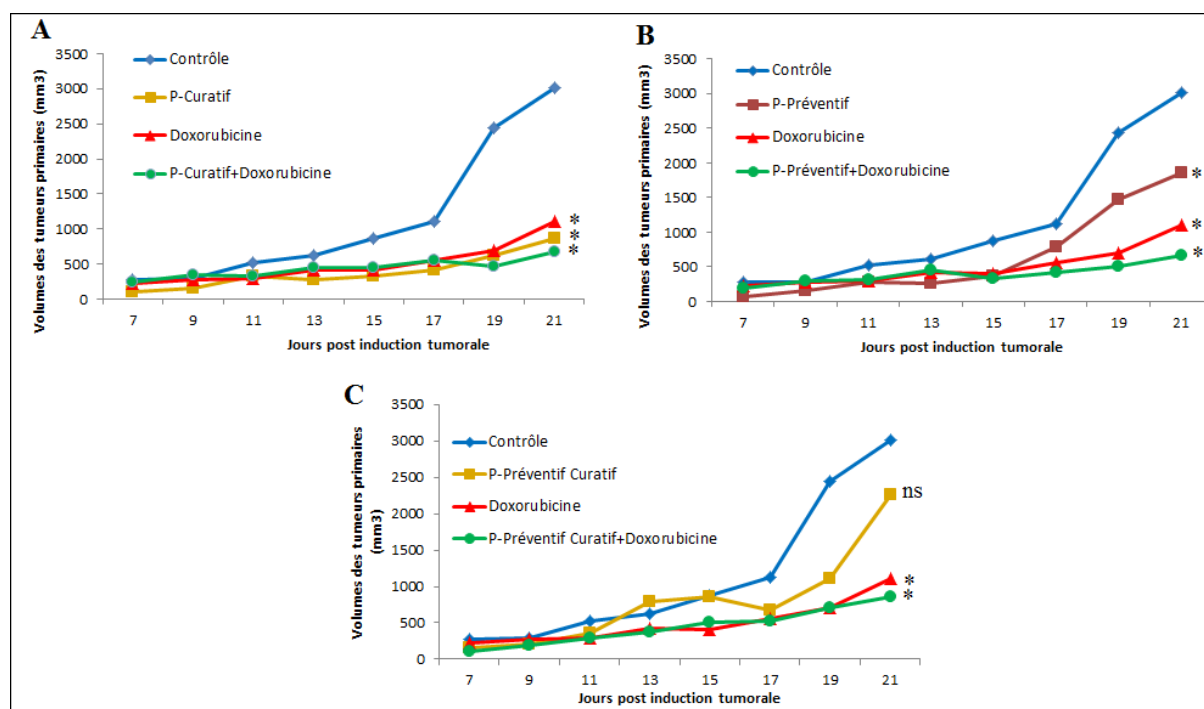 A
Volumes des tumeurs primaires (mm3)
3500
3000
2500
2000
1500
1000
500
0
Contrôle
P-Curatif
Doxorubicine
P-Curatif+Doxorubicine
*
*
*
7 9 11 13 15 17 19 21
Jours post induction tumorale
B
Volumes des tumeurs primaires (mm3)
3500
3000
2500
2000
1500
1000
500
0
Contrôle
P-Préventif
Doxorubicine
P-Préventif+Doxorubicine
*
*
*
7 9 11 13 15 17 19 21
Jours post induction tumorale
C
Volumes des tumeurs primaires
(mm3)
3500
3000
2500
2000
1500
1000
500
0
Contrôle
P-Préventif Curatif
Doxorubicine
P-Préventif Curatif+Doxorubicine
ns
*
*
7 9 11 13 15 17 19 21
Jours post induction tumorale